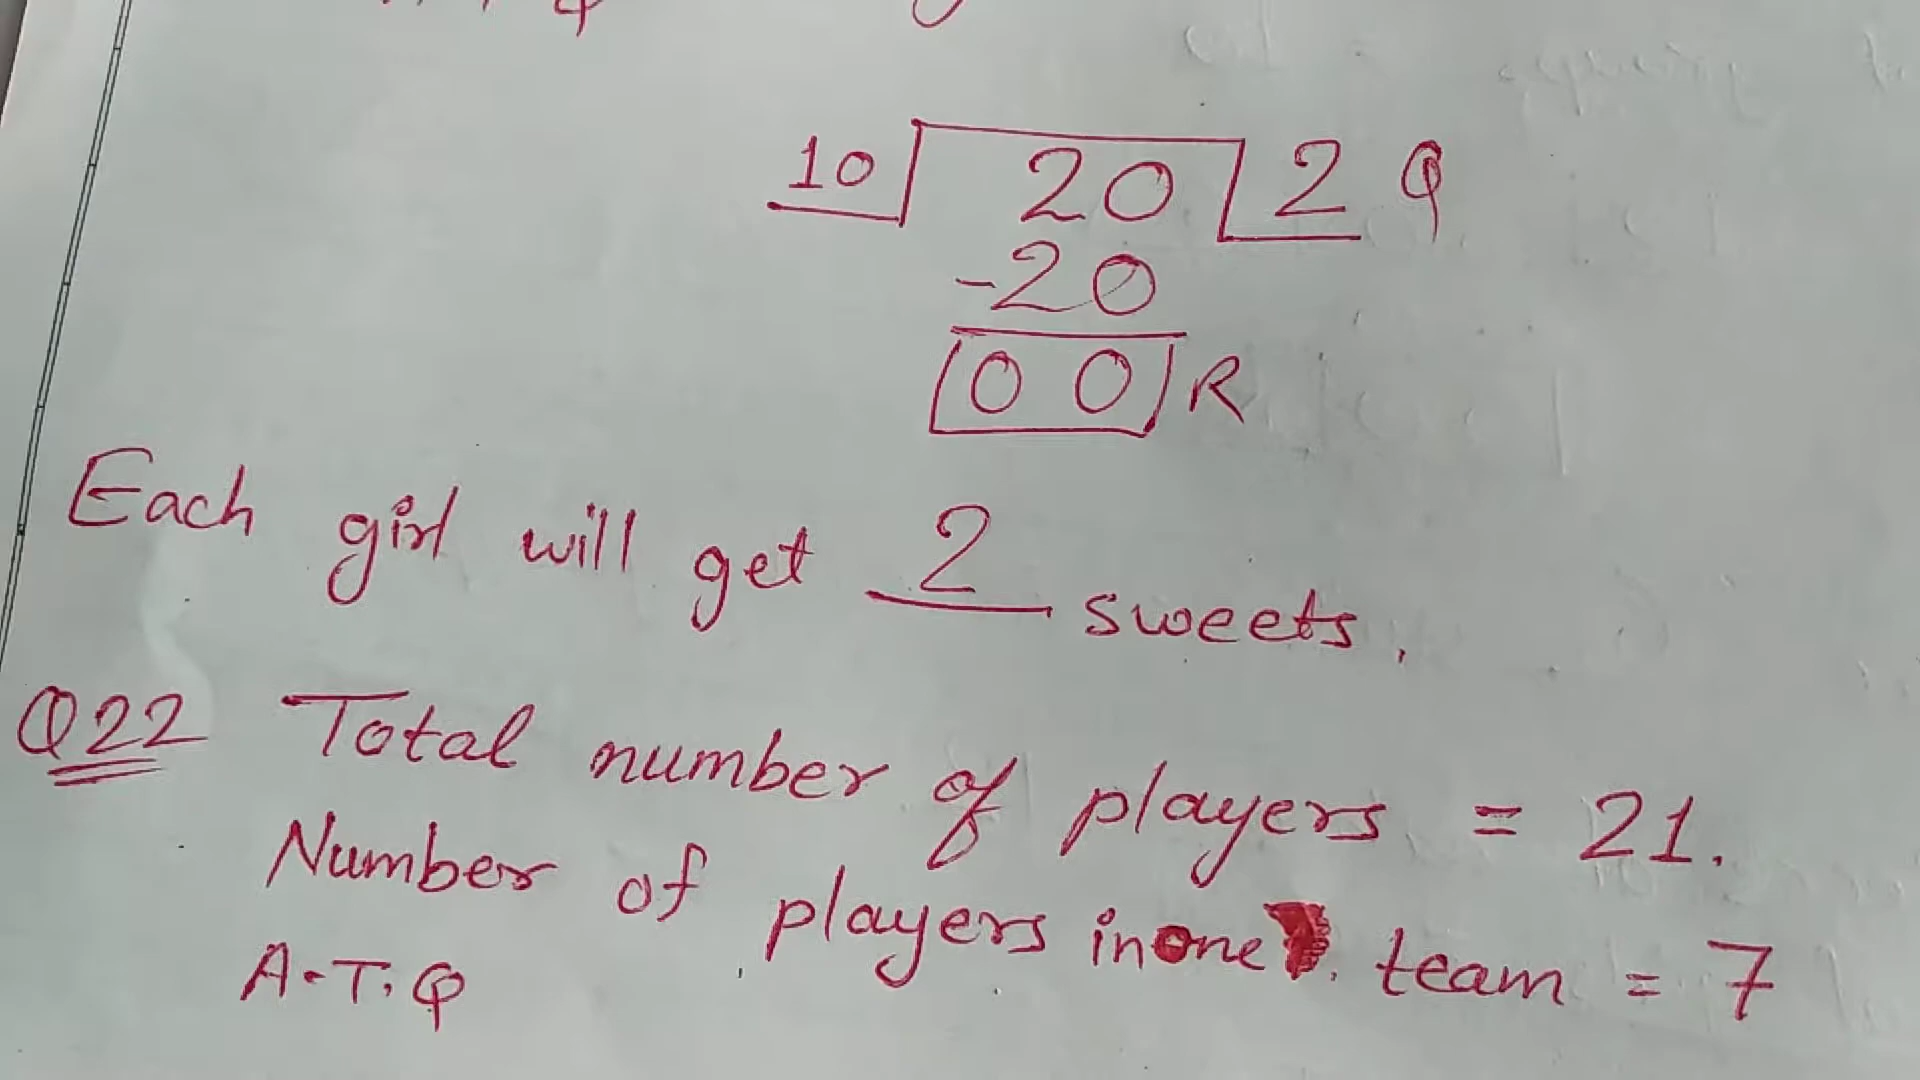 10 20 2 Q
-20
00 R
Each girl will get 2 sweets.
Q22 Total number of players = 21.
Number of players in one team = 7
A.T.Q